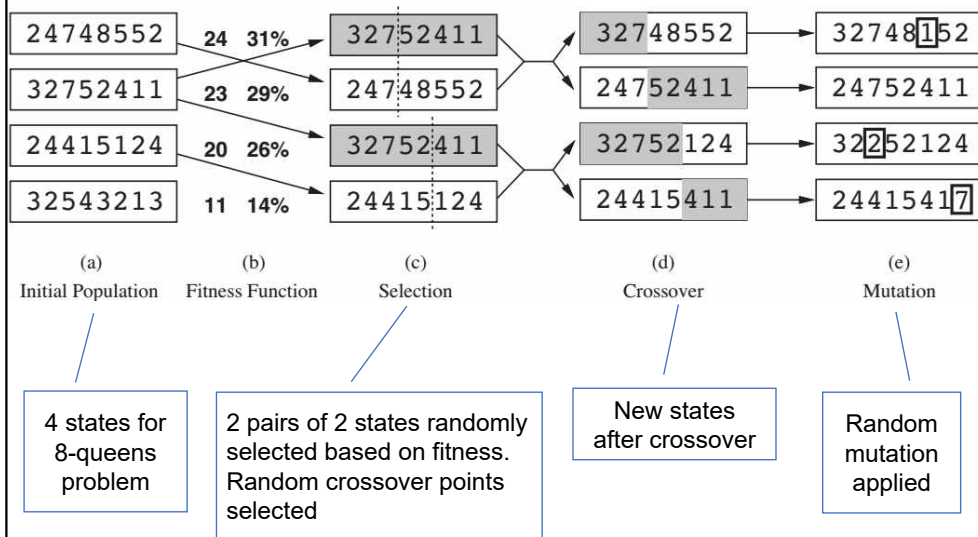 24748552 24 31% 32752411 32748552 32748152
32752411 23 29% 24748552 24752411 24752411
24415124 20 26% 32752411 32752124 32252124
32543213 11 14% 24415124 24415411 24415417
(a) (b) (c) (d) (e)
Initial Population Fitness Function Selection Crossover Mutation
4 states for
8-queens
problem
2 pairs of 2 states randomly
selected based on fitness.
Random crossover points
selected
New states
after crossover
Random
mutation
applied